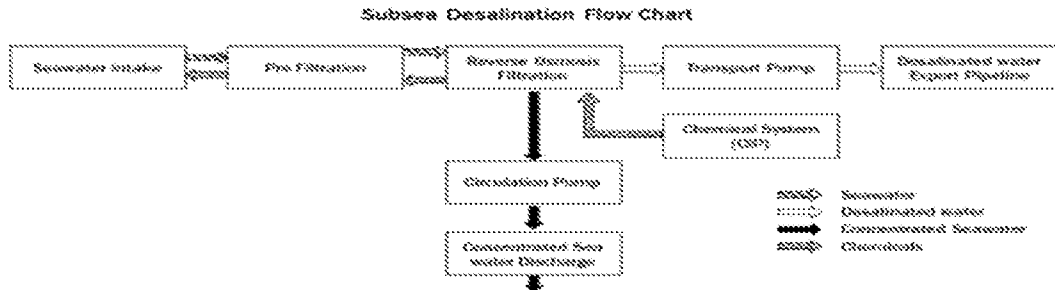 Subsea Desalination Flow Chart
Seawater Intake
Pre Filtration
Reverse Osmosis
Filtration
Transport Pump
Desalinated water
Export Pipeline
Chemical System
(CIP)
Circulation Pump
Concentrated Sea
water Discharge
Seawater
Desalinated water
Concentrated Seawater
Chemicals